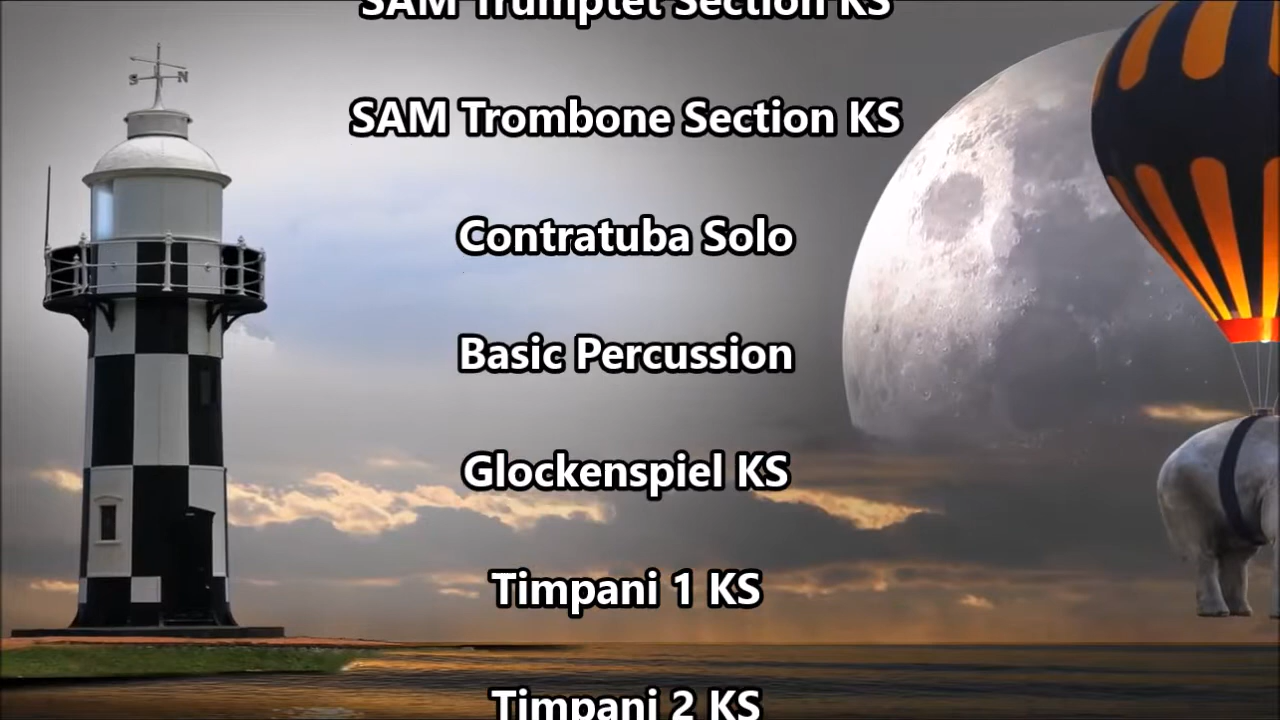 SAM Trumptet Section KS
S N
SAM Trombone Section KS
Contratuba Solo
Basic Percussion
Glockenspiel KS
Timpani 1 KS
Timpani 2 KS